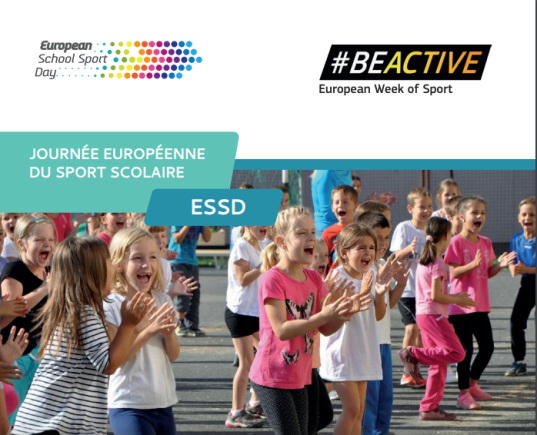 European
School Sport
Day
#BEACTIVE
European Week of Sport
JOURNÉE EUROPÉENNE
DU SPORT SCOLAIRE
ESSD